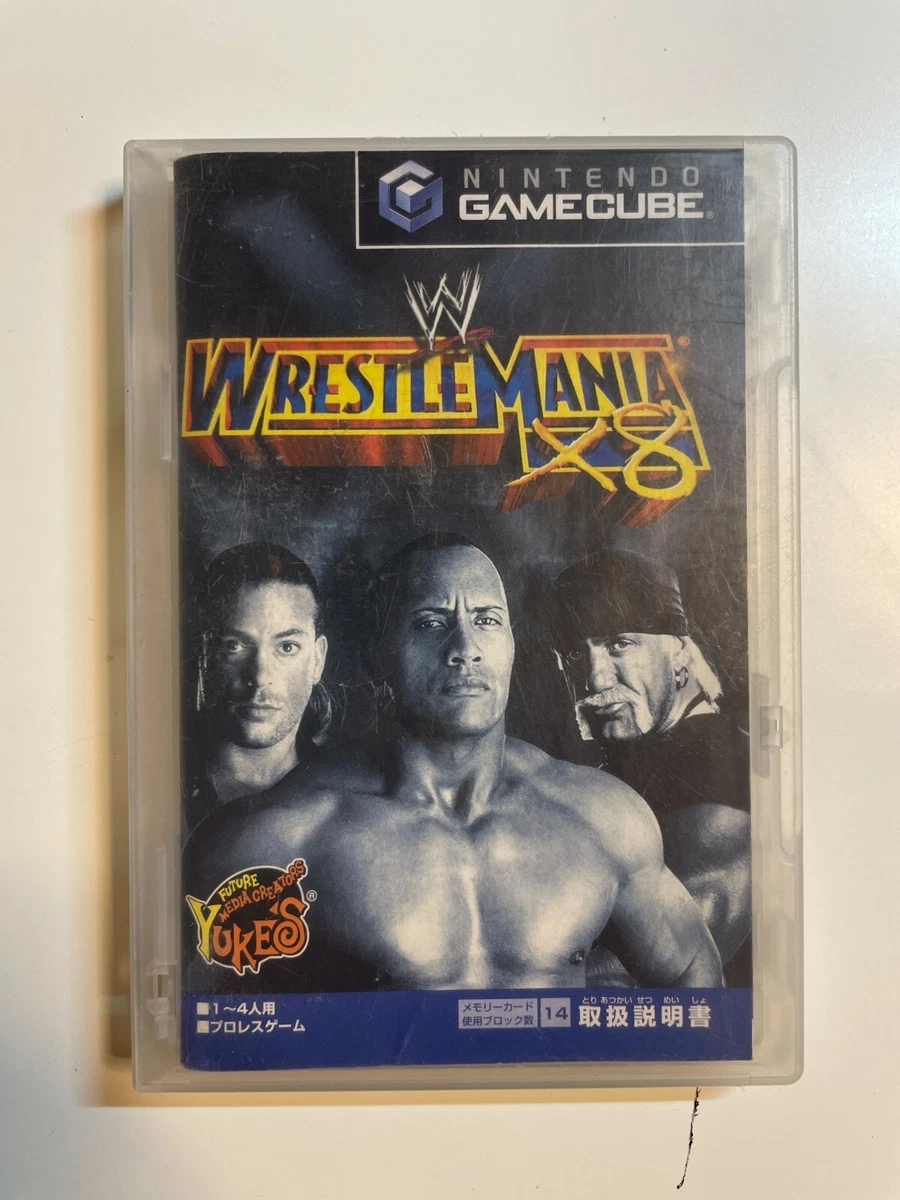 NINTENDO
GAMECUBE®
W
WRESTLEMANIA
X8
FUTURE
MEDIA CREATORS
YUKE'S®
■1〜4人用
■プロレスゲーム
メモリーカード
使用ブロック数 14
とり あつかい せつ めい しょ
取扱説明書